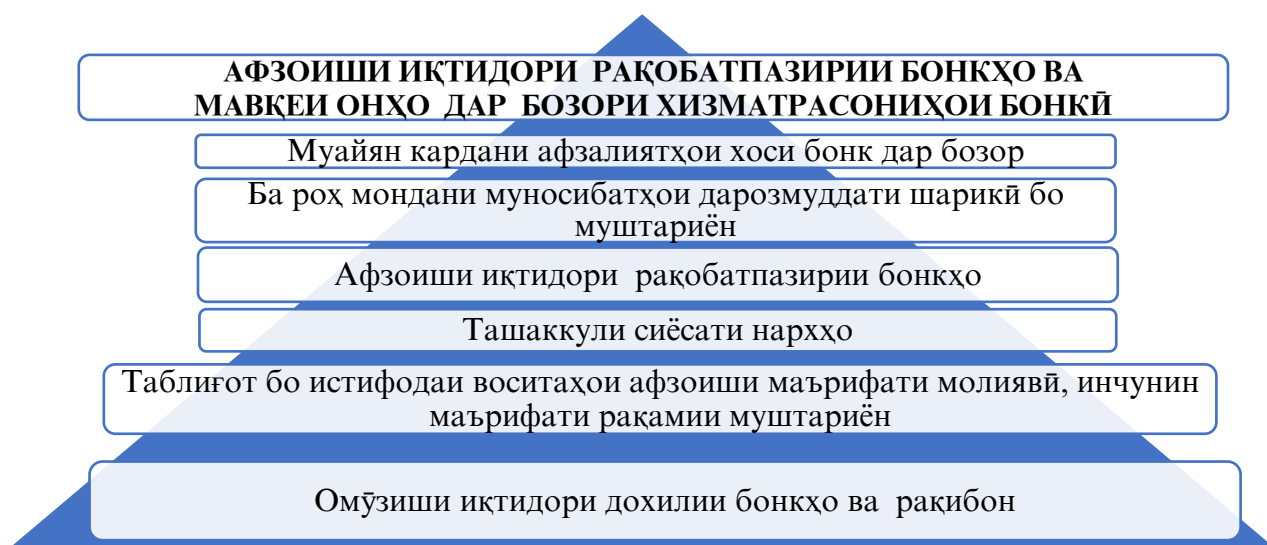 АФЗОИШИ ИҚТИДОРИ РАҚОБАТПАЗИРИИ БОНКҲО ВА
МАВҚЕИ ОНҲО ДАР БОЗОРИ ХИЗМАТРАСОНИҲОИ БОНКӢ
Муайян кардани афзалиятҳои хоси бонк дар бозор
Ба роҳ мондани муносибатҳои дарозмуддати шарикӣ бо
муштариён
Афзоиши иқтидори рақобатпазирии бонкҳо
Ташаккули сиёсати нархҳо
Таблиғот бо истифодаи воситаҳои афзоиши маърифати молиявӣ, инчунин
маърифати рақамии муштариён
Омӯзиши иқтидори дохилии бонкҳо ва рақибон